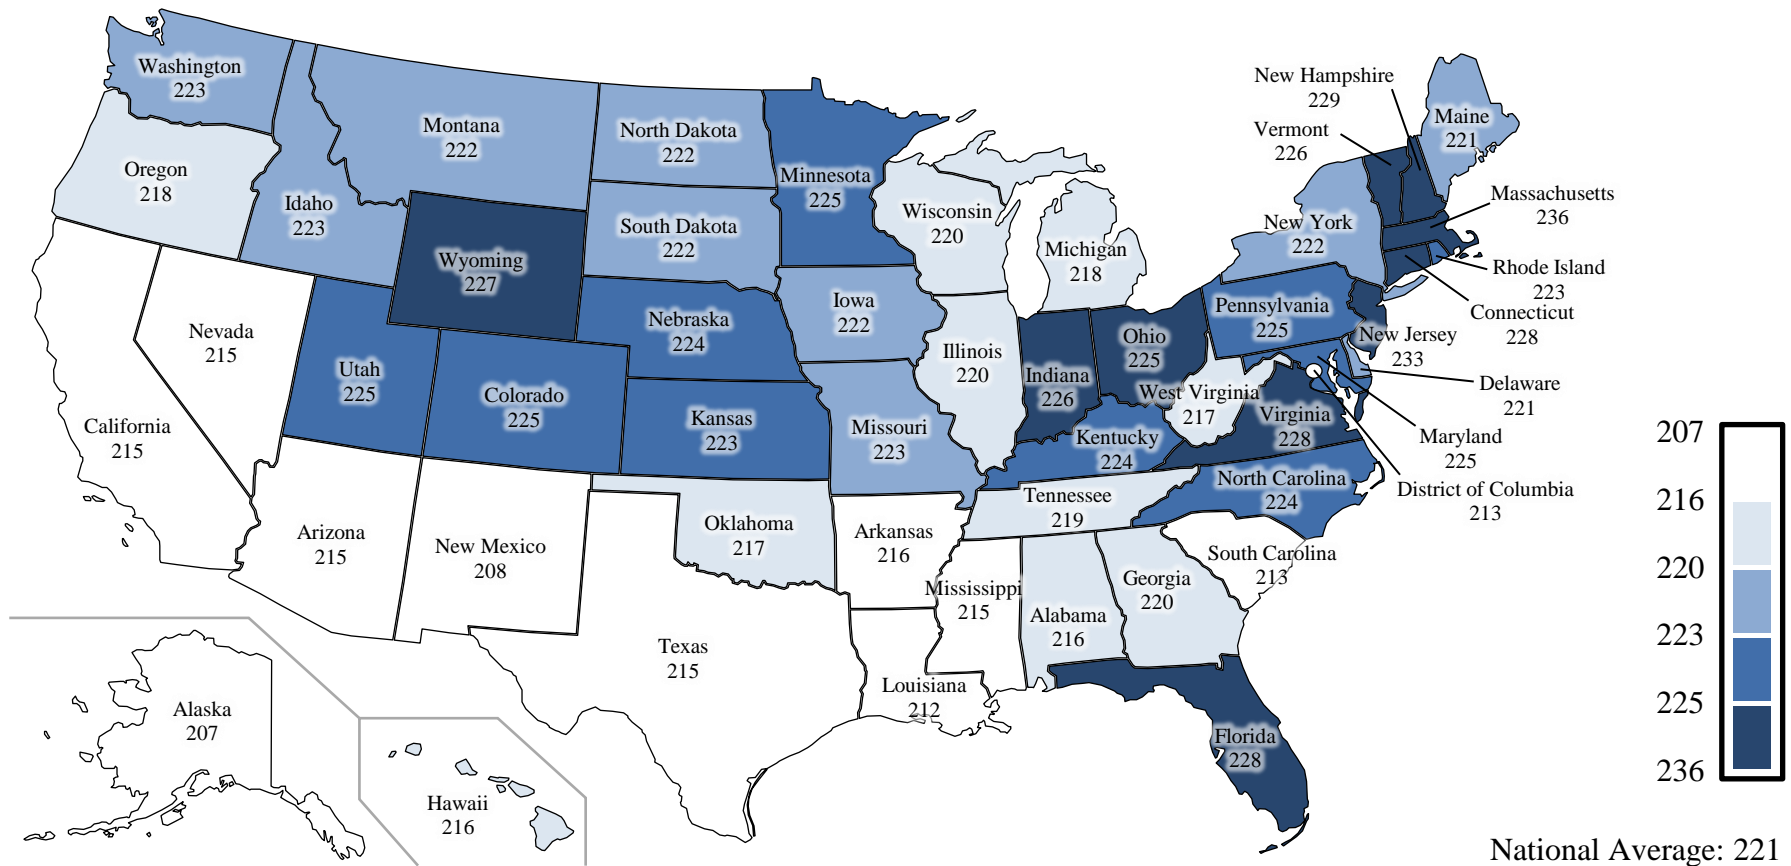 Washington
223
Oregon
218
Idaho
223
Montana
222
North Dakota
222
Minnesota
225
South Dakota
222
Wyoming
227
Wisconsin
220
Michigan
218
New Hampshire
229
Vermont
226
Maine
221
Massachusetts
236
New York
222
Rhode Island
223
Connecticut
228
Pennsylvania
225
New Jersey
233
Delaware
221
Maryland
225
District of Columbia
213
California
215
Nevada
215
Utah
225
Colorado
225
Nebraska
224
Kansas
223
Iowa
222
Missouri
223
Illinois
220
Indiana
226
Ohio
225
West Virginia
217
Virginia
228
Kentucky
224
North Carolina
224
Tennessee
219
Arizona
215
New Mexico
208
Oklahoma
217
Arkansas
216
Texas
215
Louisiana
212
Mississippi
215
Alabama
216
Georgia
220
South Carolina
213
Florida
228
Alaska
207
Hawaii
216
207
216
220
223
225
236
National Average: 221